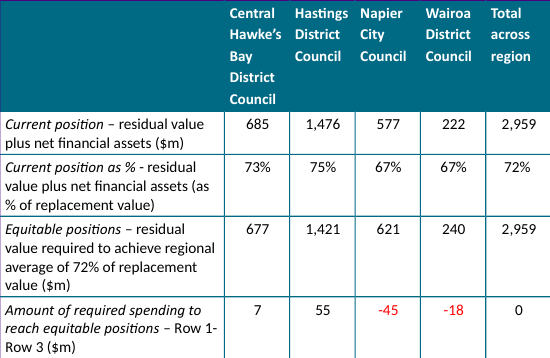 Central Hawke's Bay District Council
Hastings District Council
Napier City Council
Wairoa District Council
Total across region
Current position – residual value
plus net financial assets ($m)
685 1,476 577 222 2,959
Current position as % - residual
value plus net financial assets (as
% of replacement value)
73% 75% 67% 67% 72%
Equitable positions – residual
value required to achieve regional
average of 72% of replacement
value ($m)
677 1,421 621 240 2,959
Amount of required spending to
reach equitable positions – Row 1-
Row 3 ($m)
7 55 -45 -18 0